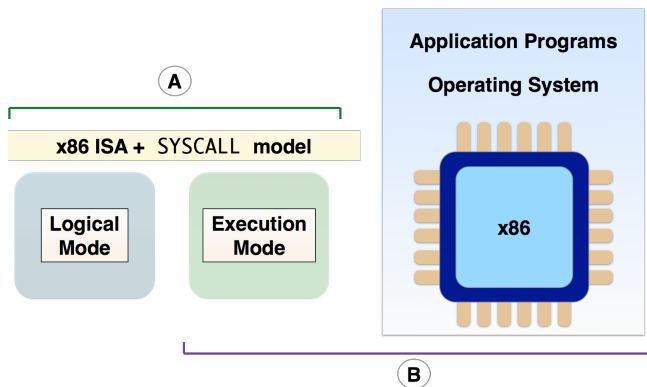 A
x86 ISA + SYSCALL model
Logical
Mode
Execution
Mode
Application Programs
Operating System
x86
B